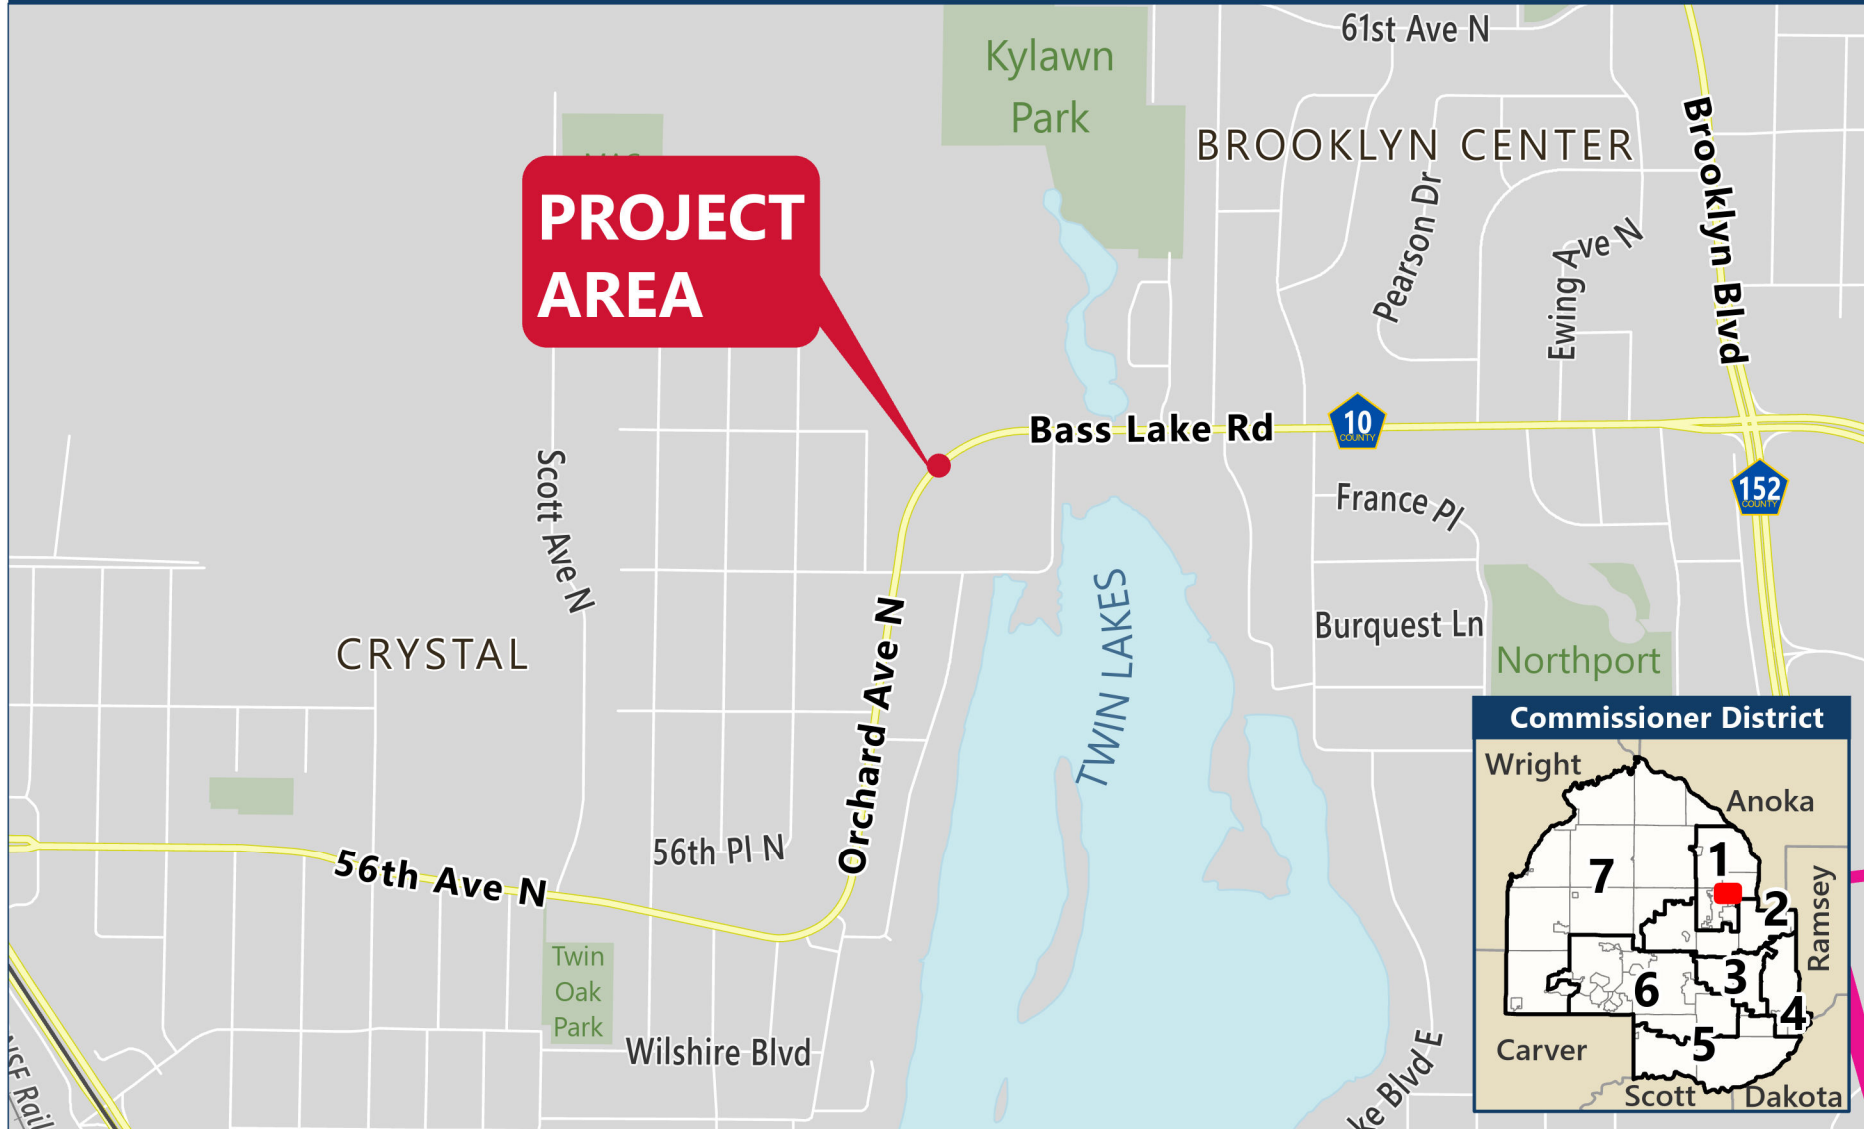 61st Ave N
Kylawn
Park
BROOKLYN CENTER
Brooklyn Blvd
PROJECT
AREA
Pearson Dr
Ewing Ave N
Bass Lake Rd
10
COUNTY
152
COUNTY
Scott Ave N
France Pl
TWIN LAKES
Orchard Ave N
Burquest Ln
CRYSTAL
Northport
56th Pl N
56th Ave N
Twin
Oak
Park
Wilshire Blvd
Commissioner District
Wright
Anoka
1
7
2
Ramsey
3
6
4
5
Carver
Scott
Dakota